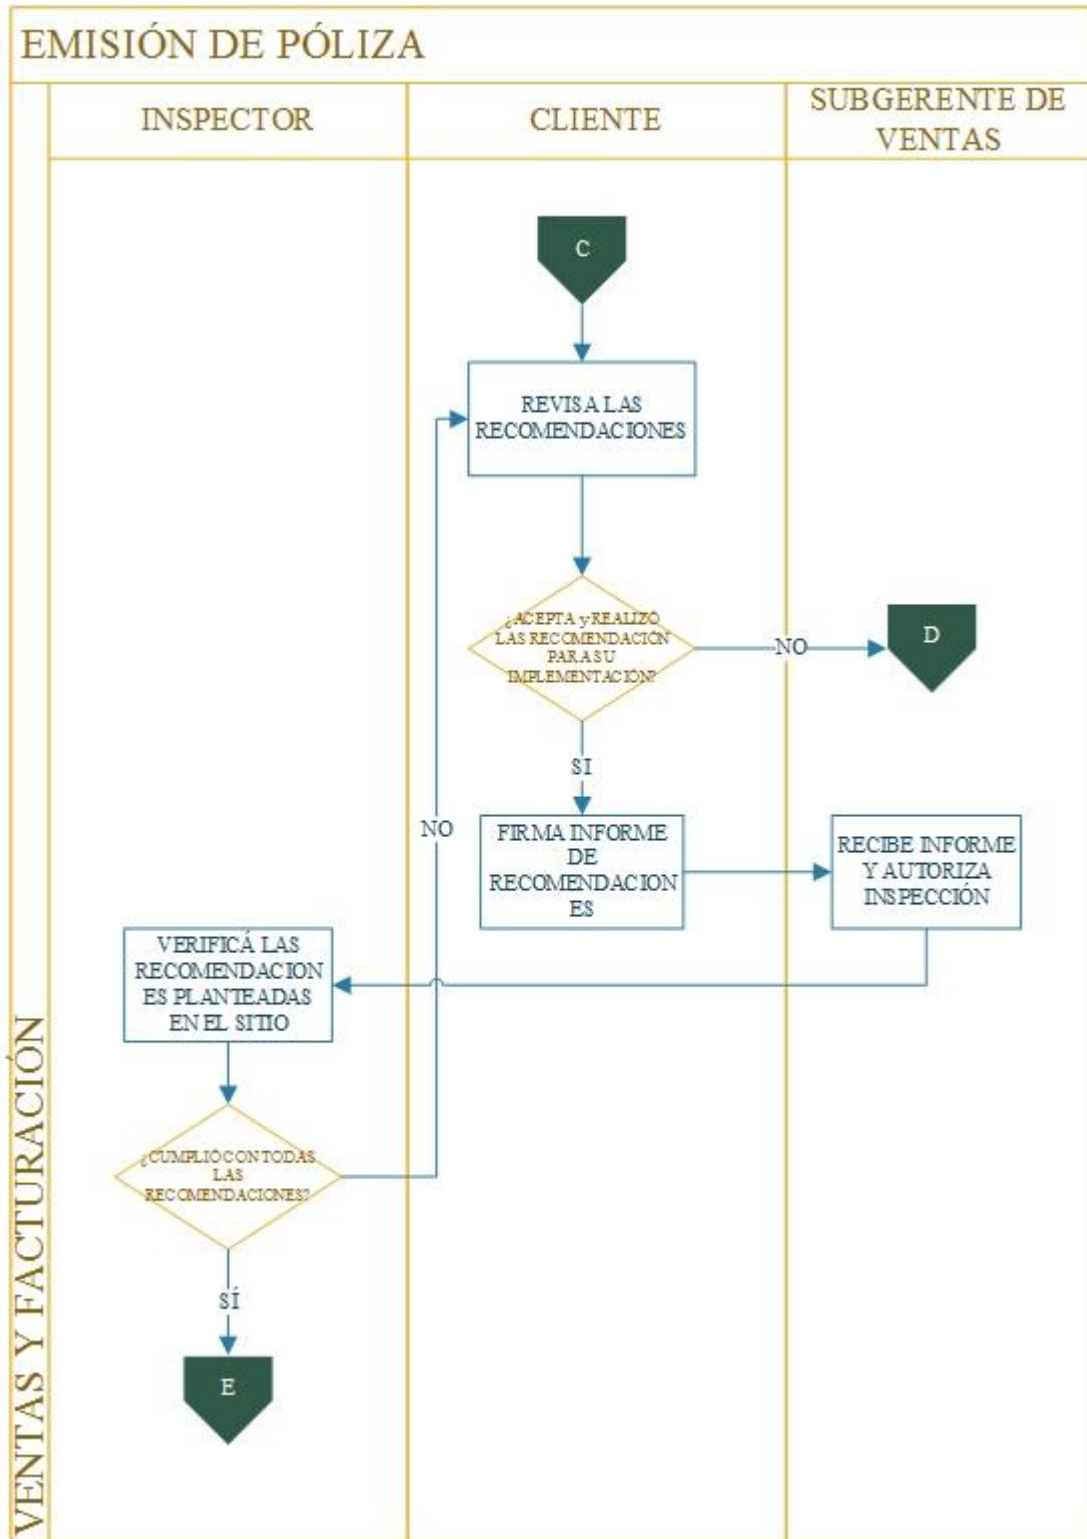 EMISIÓN DE PÓLIZA
INSPECTOR
CLIENTE
SUBGERENTE DE
VENTAS
VENTAS Y FACTURACIÓN
C
REVISA LAS
RECOMENDACIONES
¿ACEPTA y REALIZÓ
LAS RECOMENDACIÓN
PARA SU
IMPLEMENTACIÓN?
NO
D
SI
NO
FIRMA INFORME
DE
RECOMENDACION
ES
RECIBE INFORME
Y AUTORIZA
INSPECCIÓN
VERIFICÁ LAS
RECOMENDACION
ES PLANTEADAS
EN EL SITIO
¿CUMPLIÓ CON TODAS
LAS
RECOMENDACIONES?
SÍ
E